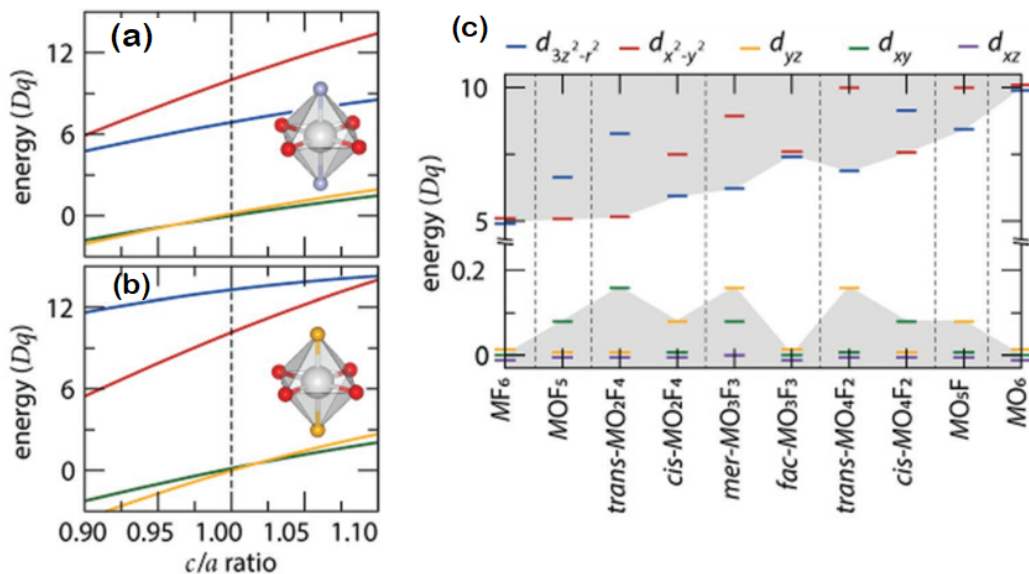 (a)
energy (Dq)
12
6
0
(b)
energy (Dq)
12
6
0
0.90 0.95 1.00 1.05 1.10
c/a ratio
(c)
d3z²-r² dx²-y² dyz dxy dxz
energy (Dq)
10
5
0.2
0
MF₆
MOF₅
trans-MO₂F₄
cis-MO₂F₄
mer-MO₃F₃
fac-MO₃F₃
trans-MO₄F₂
cis-MO₄F₂
MO₅F
MO₆